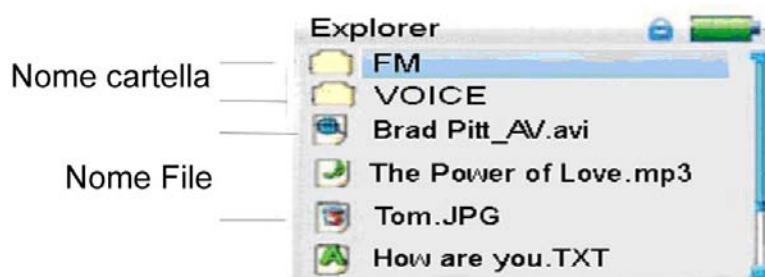 Explorer
FM
Nome cartella
VOICE
Brad Pitt_AV.avi
Nome File
The Power of Love.mp3
Tom.JPG
How are you.TXT